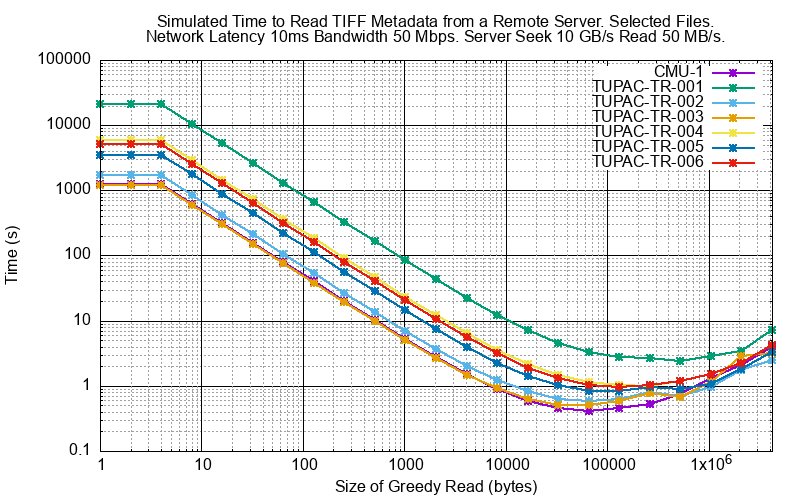 Simulated Time to Read TIFF Metadata from a Remote Server. Selected Files.
Network Latency 10ms Bandwidth 50 Mbps. Server Seek 10 GB/s Read 50 MB/s.
100000
10000
1000
100
10
1
0.1
Time (s)
CMU-1
TUPAC-TR-001
TUPAC-TR-002
TUPAC-TR-003
TUPAC-TR-004
TUPAC-TR-005
TUPAC-TR-006
1 10 100 1000 10000 100000 1x10⁶
Size of Greedy Read (bytes)